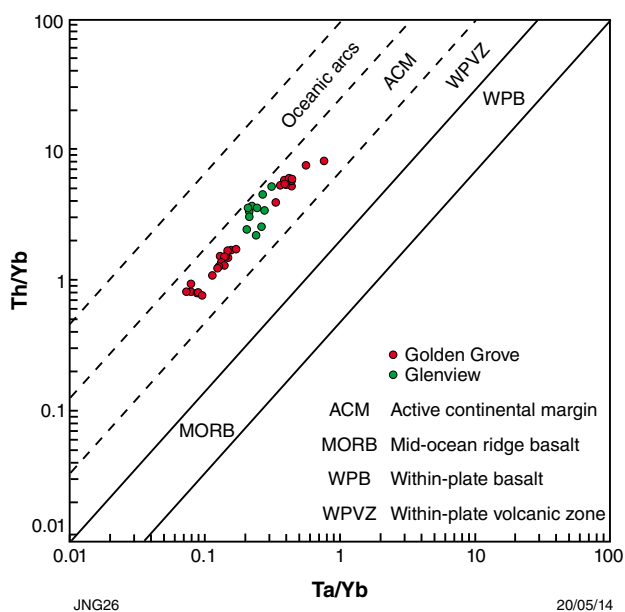 100
10
1
0.1
0.01
Th/Yb
Oceanic arcs
ACM
WPVZ
WPB
MORB
Golden Grove
Glenview
ACM Active continental margin
MORB Mid-ocean ridge basalt
WPB Within-plate basalt
WPVZ Within-plate volcanic zone
0.01 0.1 1 10 100
Ta/Yb
JNG26 20/05/14